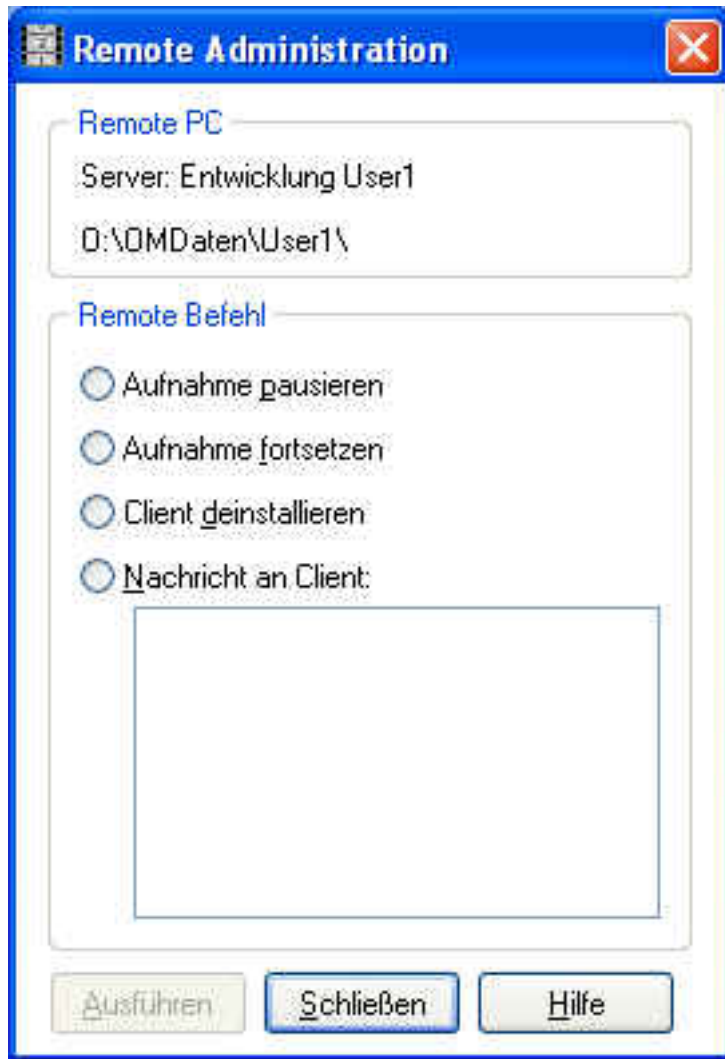 Remote Administration
Remote PC
Server: Entwicklung User1
O:\OMDaten\User1\
Remote Befehl
Aufnahme pausieren
Aufnahme fortsetzen
Client deinstallieren
Nachricht an Client:
Ausführen
Schließen
Hilfe